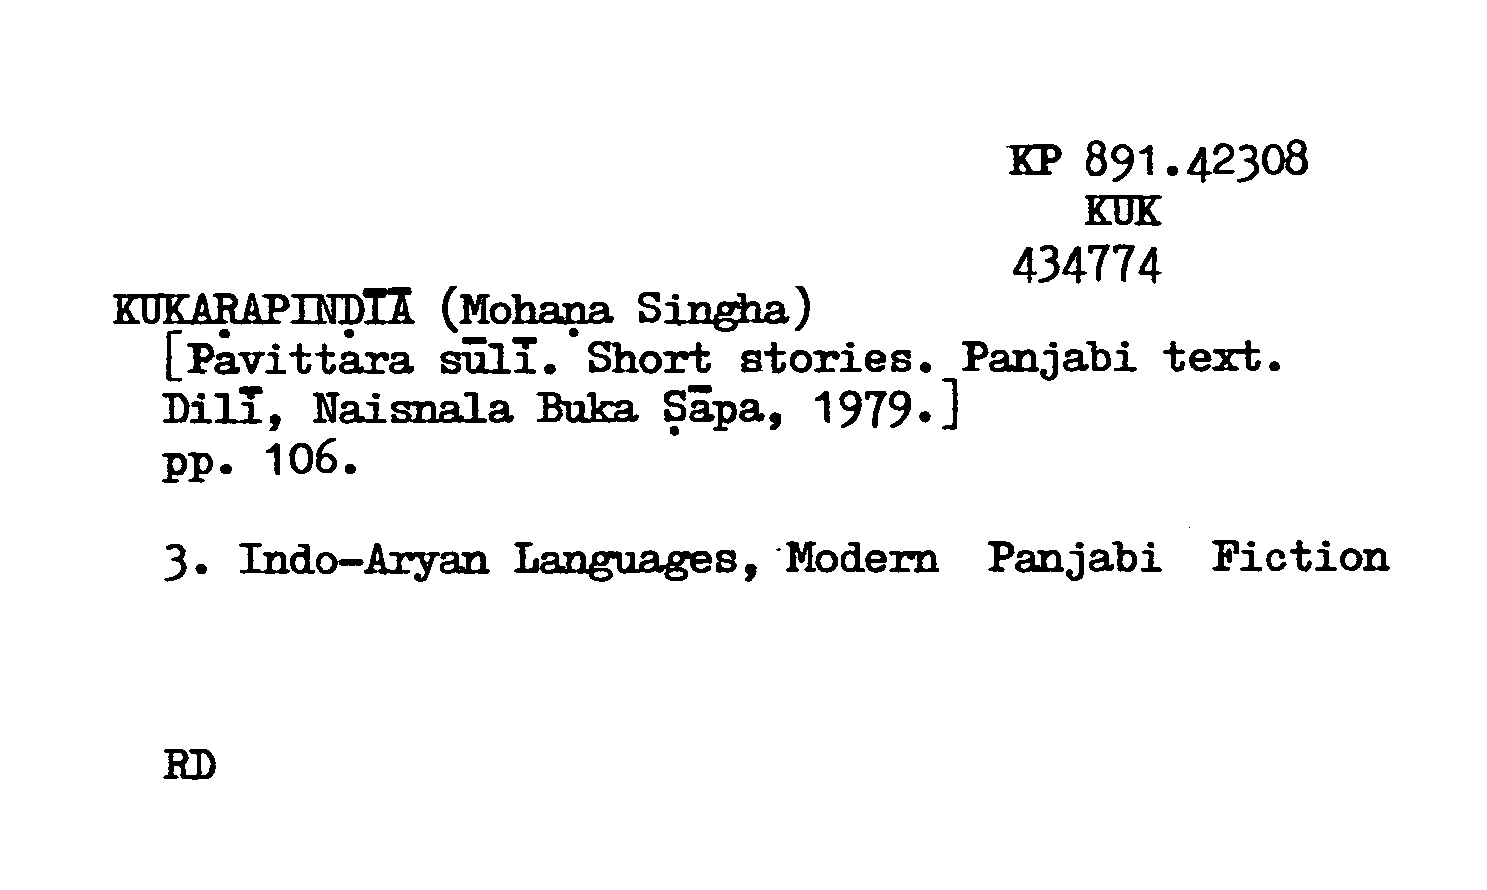 KP 891.42308
KUK
434774
KUKAṚAPINḌĪĀ (Mohaṇa Singha)
[Pavittara sūlī. Short stories. Panjabi text.
Dilī, Naisnala Buka Ṣāpa, 1979.]
pp. 106.
3. Indo-Aryan Languages, Modern Panjabi Fiction
RD